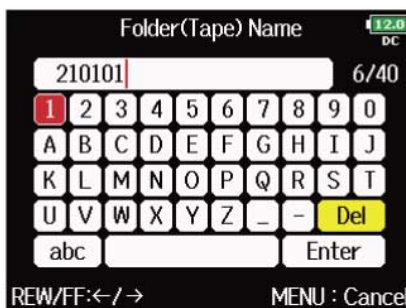 Folder(Tape) Name
12.0
DC
210101
6/40
1 2 3 4 5 6 7 8 9 0
A B C D E F G H I J
K L M N O P Q R S T
U V W X Y Z _ - Del
abc Enter
REW/FF:←/→ MENU : Cancel